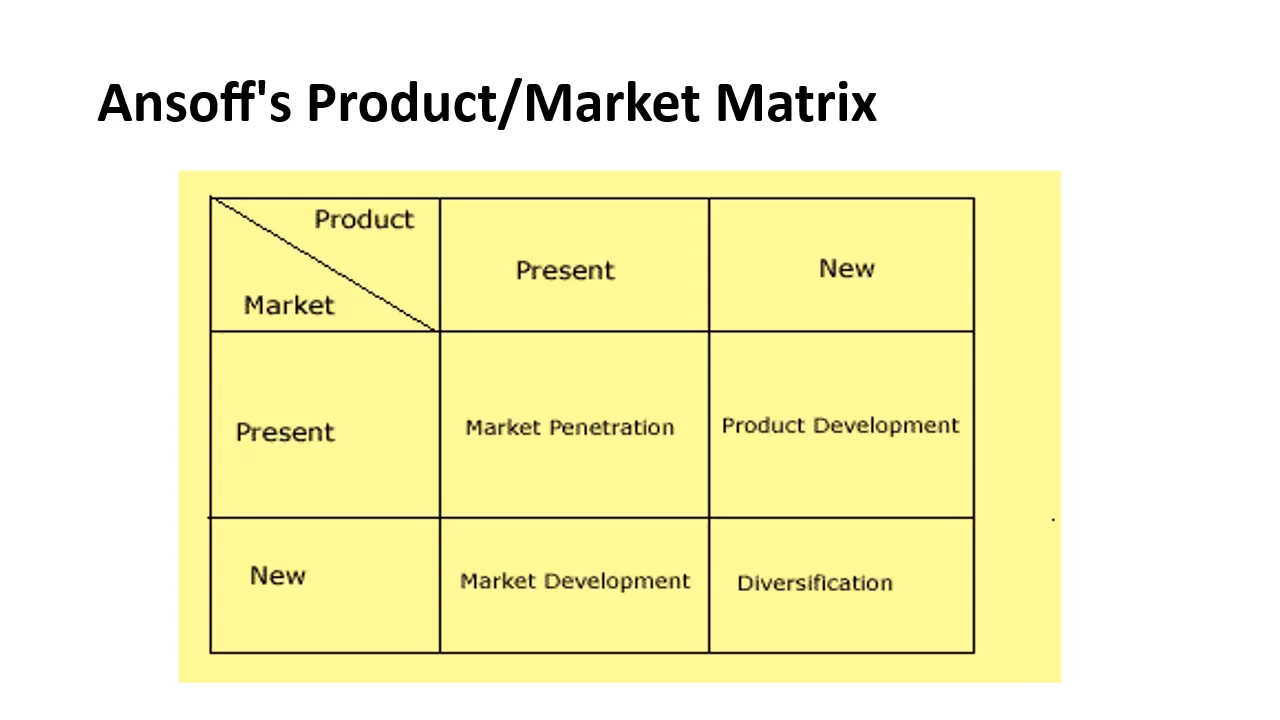 Ansoff's Product/Market Matrix
Product
Market
Present
New
Present
Market Penetration
Product Development
New
Market Development
Diversification